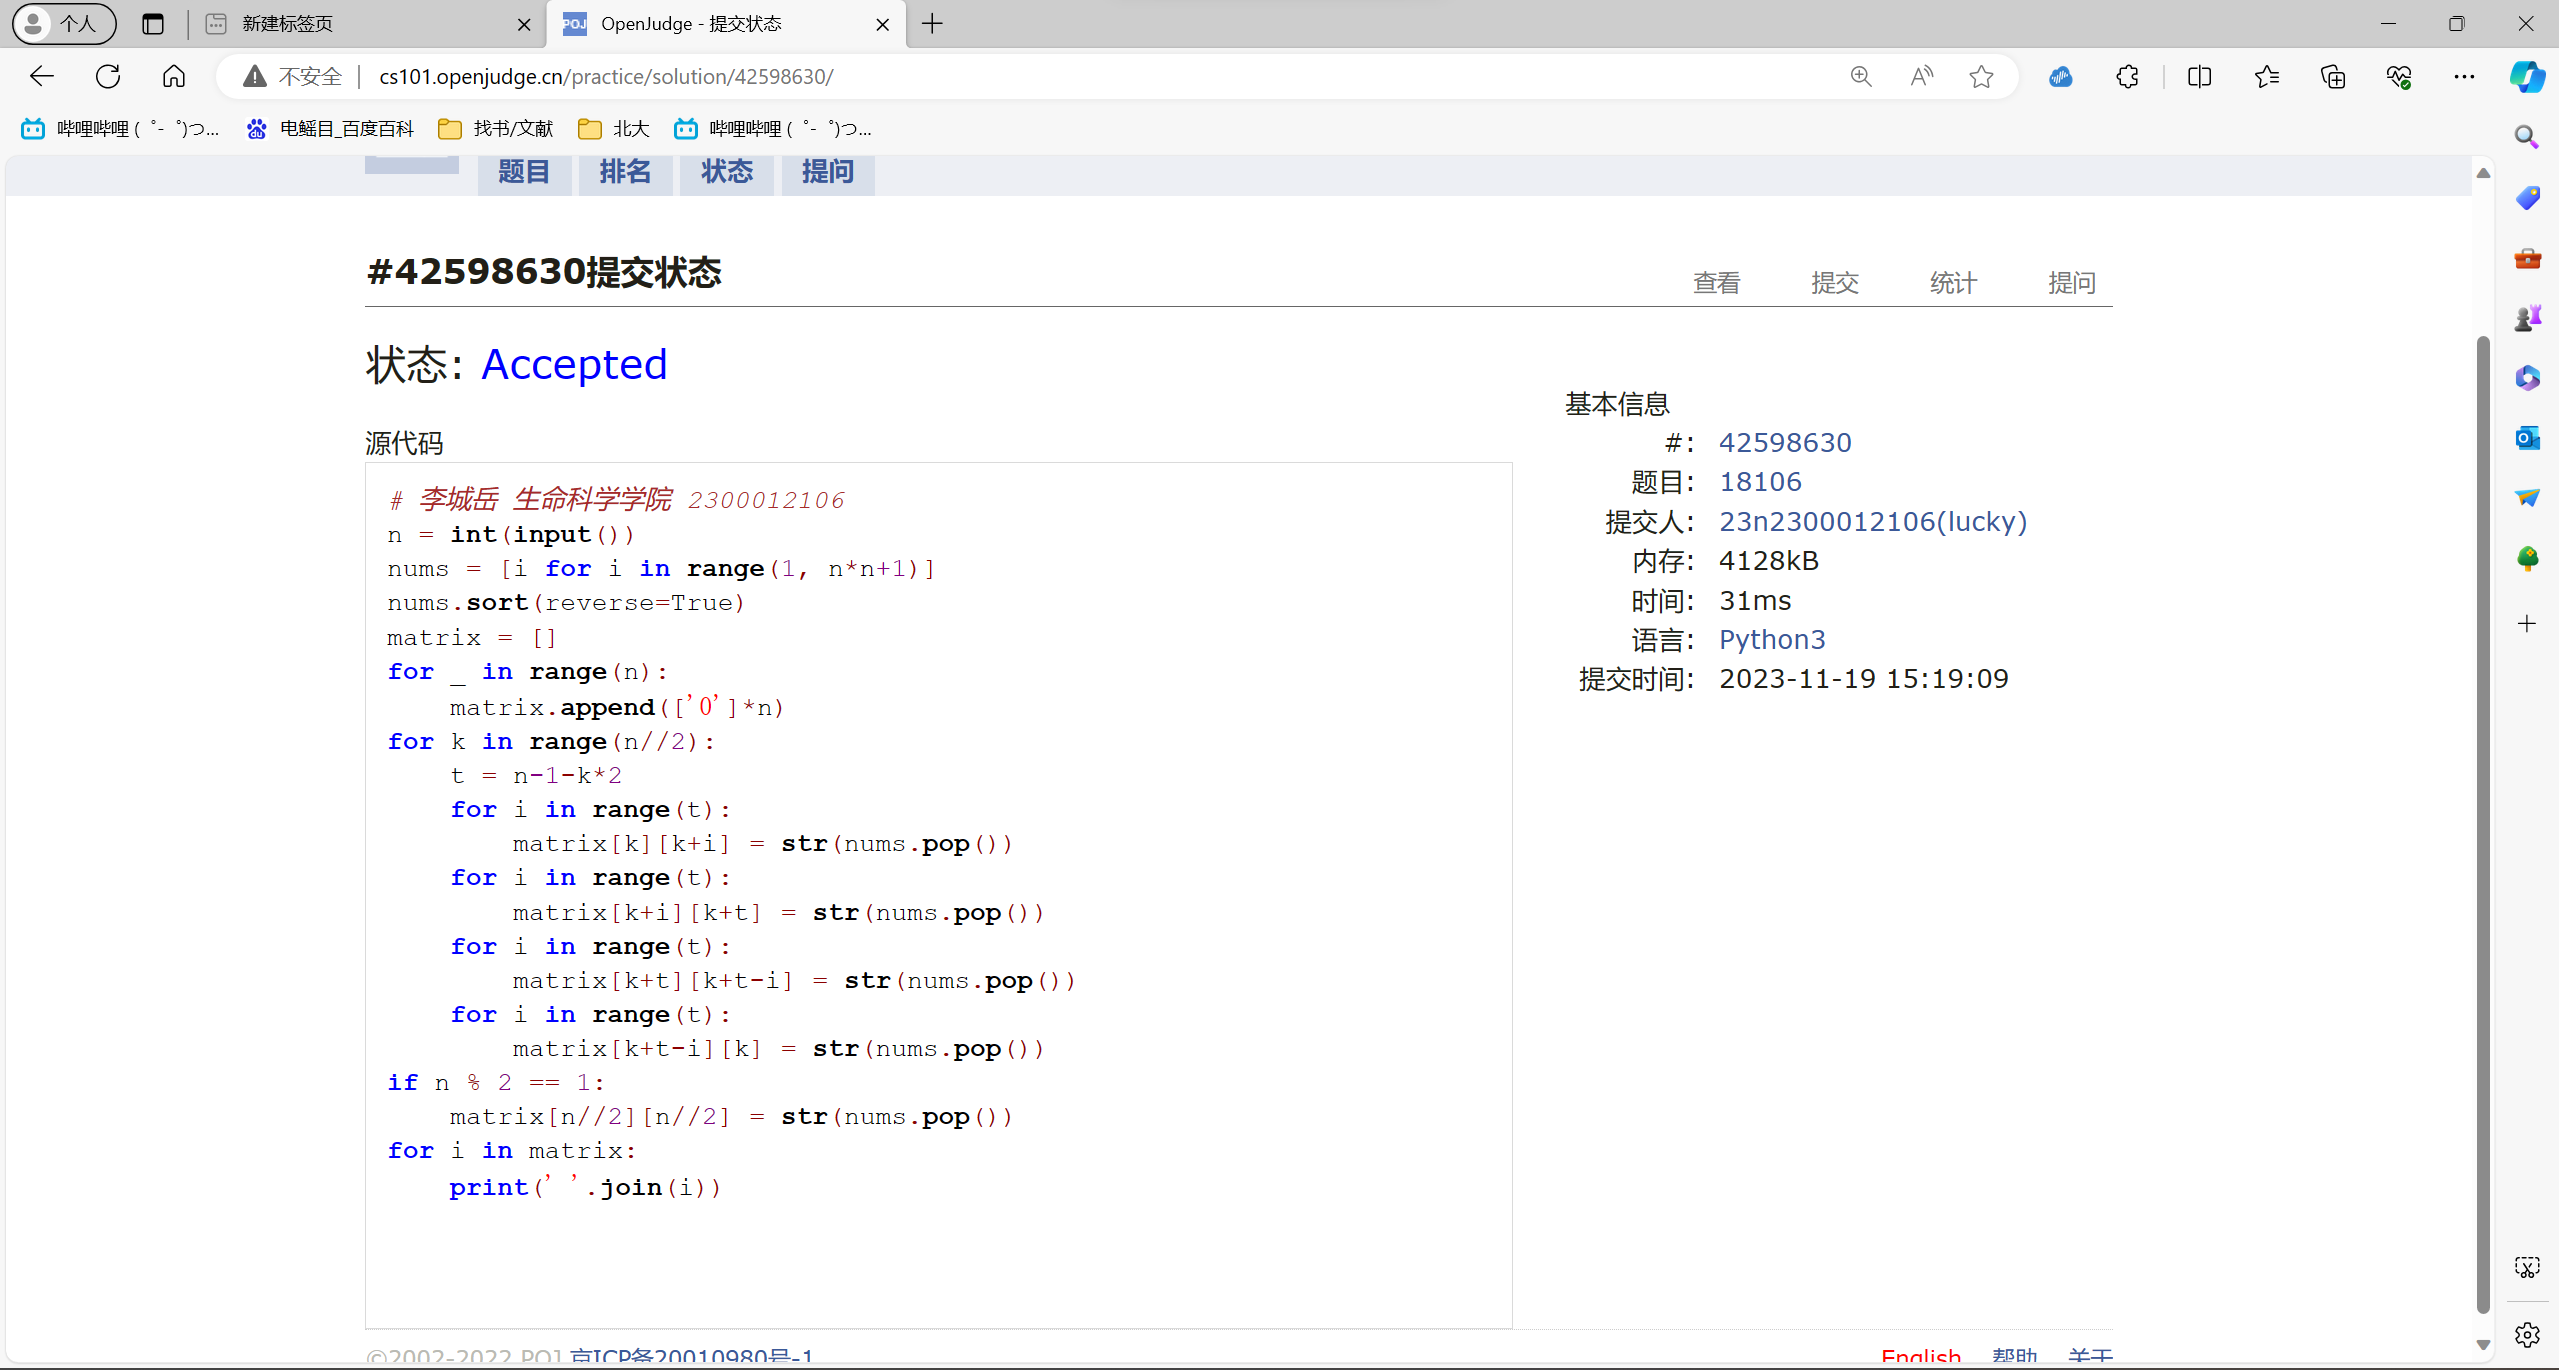 个人
新建标签页
OpenJudge - 提交状态
不安全 cs101.openjudge.cn/practice/solution/42598630/
哔哩哔哩 ( ゜- ゜)つ... 电鳐目_百度百科 找书/文献 北大 哔哩哔哩 ( ゜- ゜)つ...
题目 排名 状态 提问
#42598630提交状态
查看 提交 统计 提问
状态: Accepted
源代码
# 李城岳 生命科学学院 2300012106
n = int(input())
nums = [i for i in range(1, n*n+1)]
nums.sort(reverse=True)
matrix = []
for _ in range(n):
    matrix.append(['0']*n)
for k in range(n//2):
    t = n-1-k*2
    for i in range(t):
        matrix[k][k+i] = str(nums.pop())
    for i in range(t):
        matrix[k+i][k+t] = str(nums.pop())
    for i in range(t):
        matrix[k+t][k+t-i] = str(nums.pop())
    for i in range(t):
        matrix[k+t-i][k] = str(nums.pop())
if n % 2 == 1:
    matrix[n//2][n//2] = str(nums.pop())
for i in matrix:
    print(' '.join(i))
基本信息
#: 42598630
题目: 18106
提交人: 23n2300012106(lucky)
内存: 4128kB
时间: 31ms
语言: Python3
提交时间: 2023-11-19 15:19:09
©2002-2022 POJ 京ICP备20010980号-1
English 帮助 关于